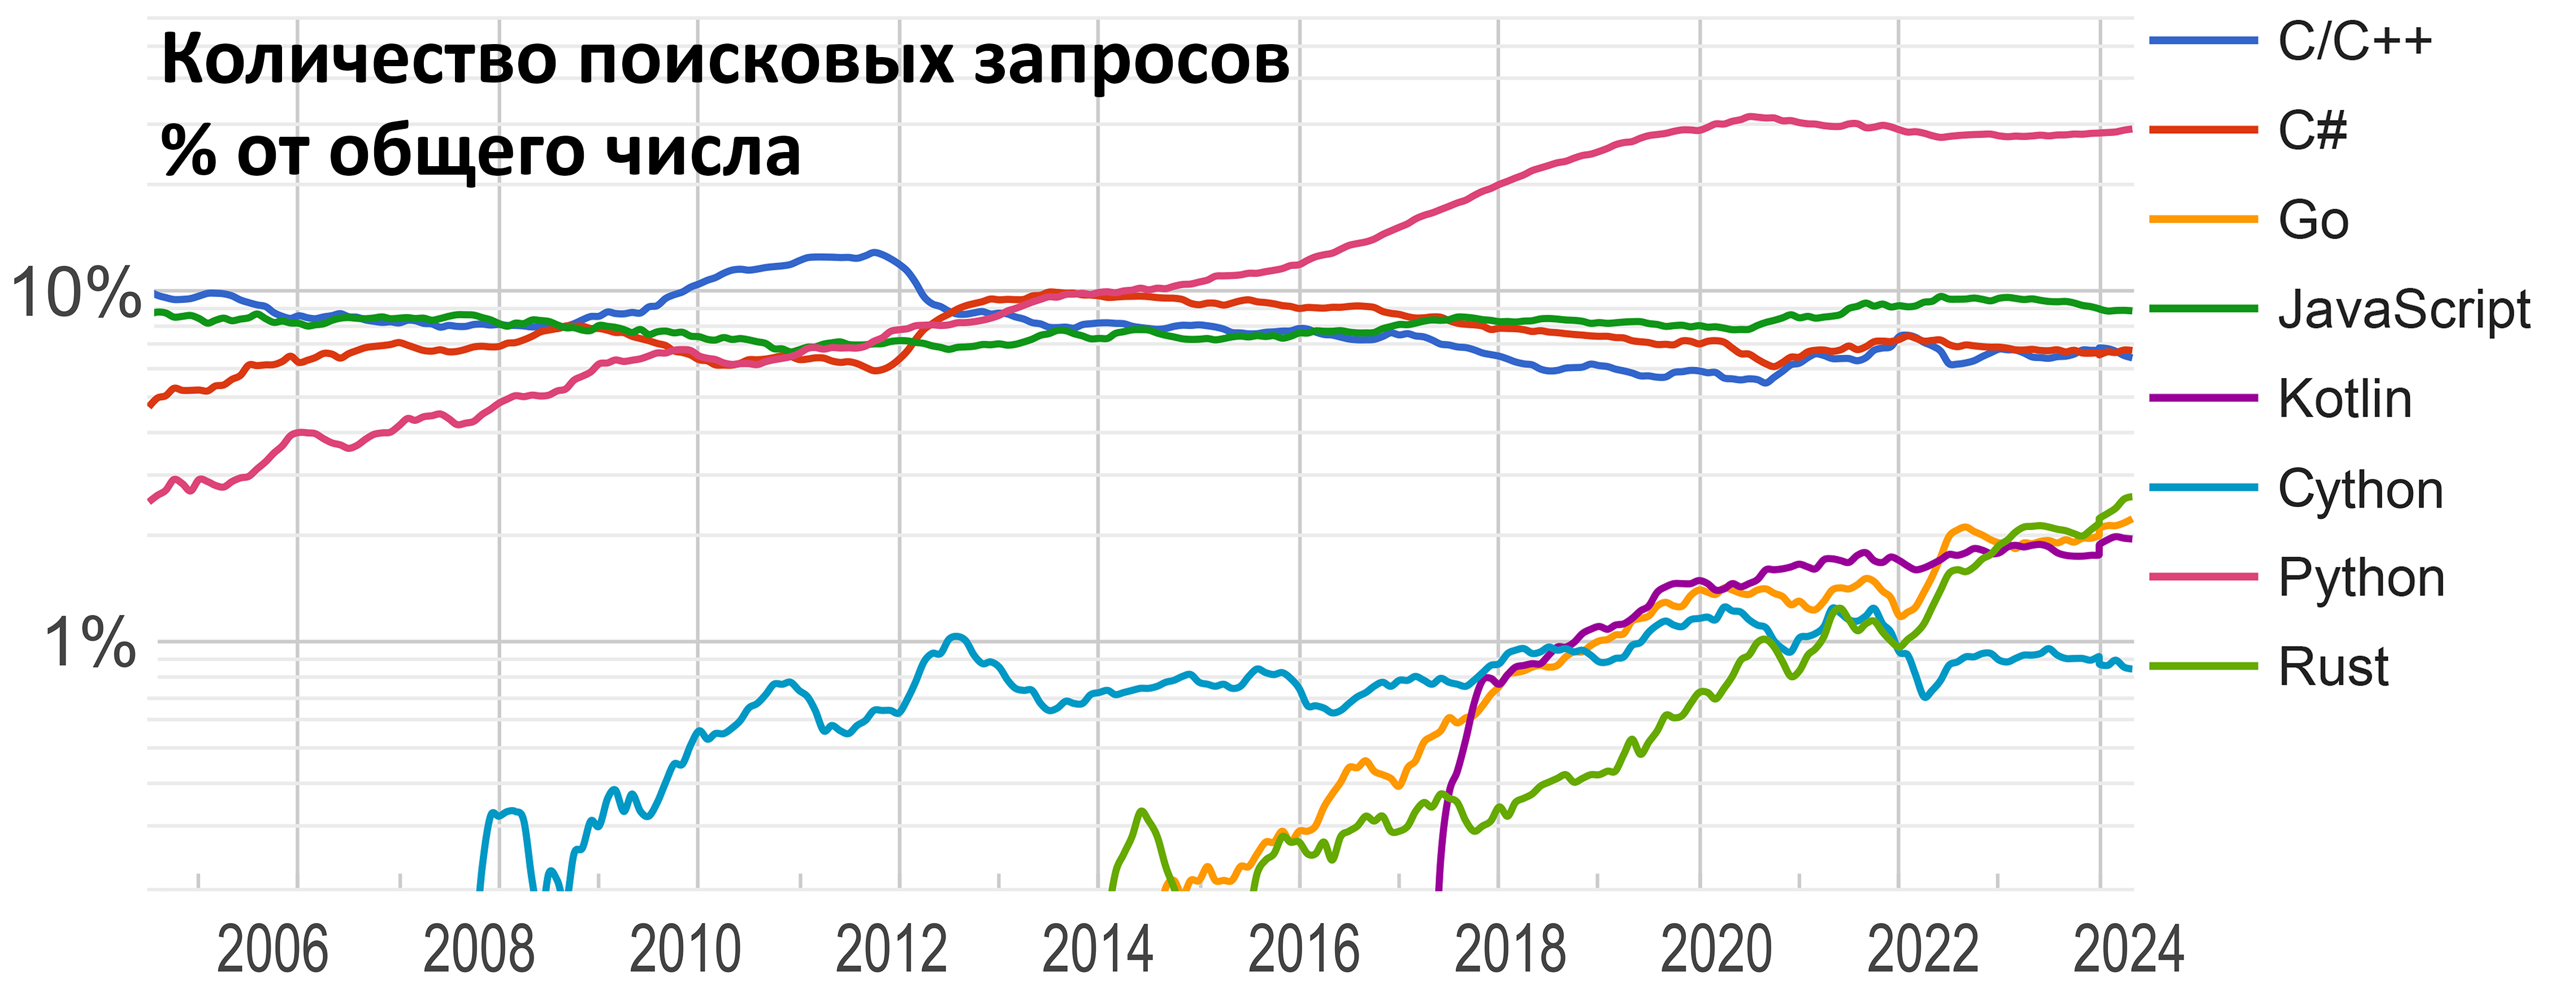 Количество поисковых запросов
% от общего числа
10%
1%
2006 2008 2010 2012 2014 2016 2018 2020 2022 2024
C/C++
C#
Go
JavaScript
Kotlin
Cython
Python
Rust